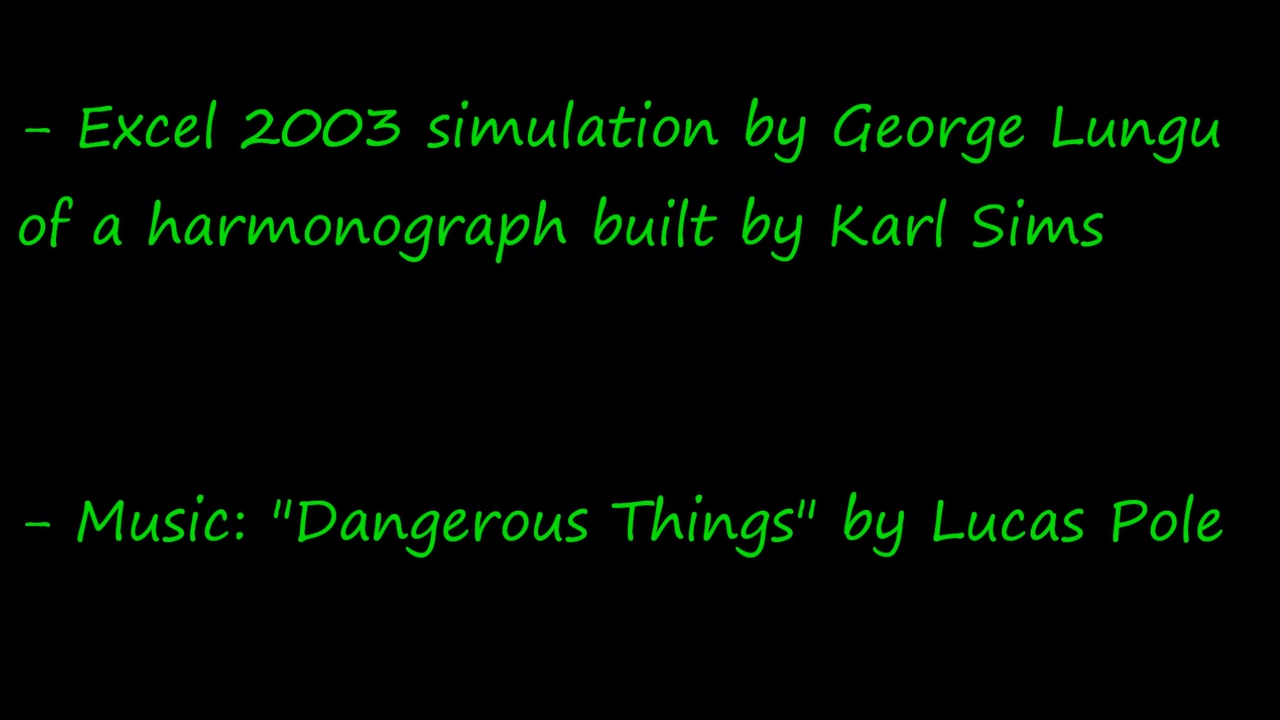 - Excel 2003 simulation by George Lungu
of a harmonograph built by Karl Sims
- Music: "Dangerous Things" by Lucas Pole